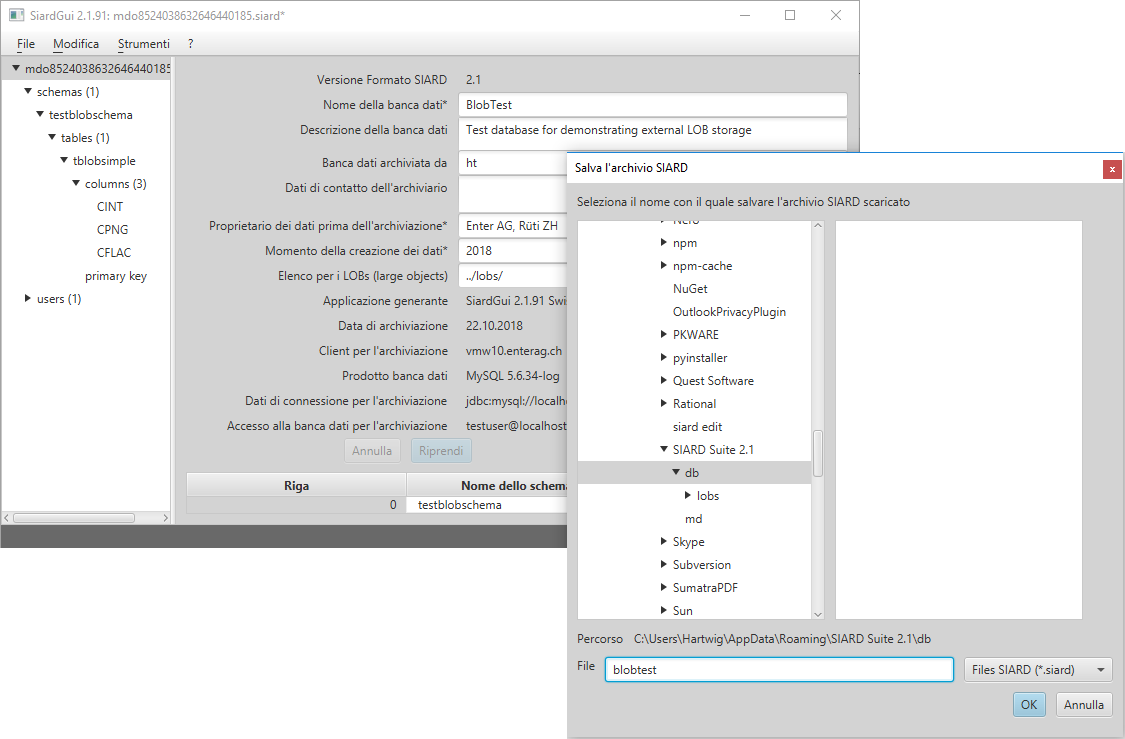 SiardGui 2.1.91: mdo8524038632646440185.siard*
File Modifica Strumenti ?
mdo8524038632646440185
schemas (1)
testblobschema
tables (1)
tblobsimple
columns (3)
CINT
CPNG
CFLAC
primary key
users (1)
Versione Formato SIARD 2.1
Nome della banca dati* BlobTest
Descrizione della banca dati Test database for demonstrating external LOB storage
Banca dati archiviata da ht
Dati di contatto dell'archiviario
Proprietario dei dati prima dell'archiviazione* Enter AG, Rüti ZH
Momento della creazione dei dati* 2018
Elenco per i LOBs (large objects) ../lobs/
Applicazione generante SiardGui 2.1.91 Swi
Data di archiviazione 22.10.2018
Client per l'archiviazione vmw10.enterag.ch
Prodotto banca dati MySQL 5.6.34-log
Dati di connessione per l'archiviazione jdbc:mysql://localho
Accesso alla banca dati per l'archiviazione testuser@localhost
Annulla Riprendi
Riga Nome dello schema
0 testblobschema
Salva l'archivio SIARD
x
Seleziona il nome con il quale salvare l'archivio SIARD scaricato
Nero
npm
npm-cache
NuGet
OutlookPrivacyPlugin
PKWARE
pyinstaller
Quest Software
Rational
siard edit
SIARD Suite 2.1
db
lobs
md
Skype
Subversion
SumatraPDF
Sun
Percorso C:\Users\Hartwig\AppData\Roaming\SIARD Suite 2.1\db
File blobtest Files SIARD (*.siard)
OK Annulla